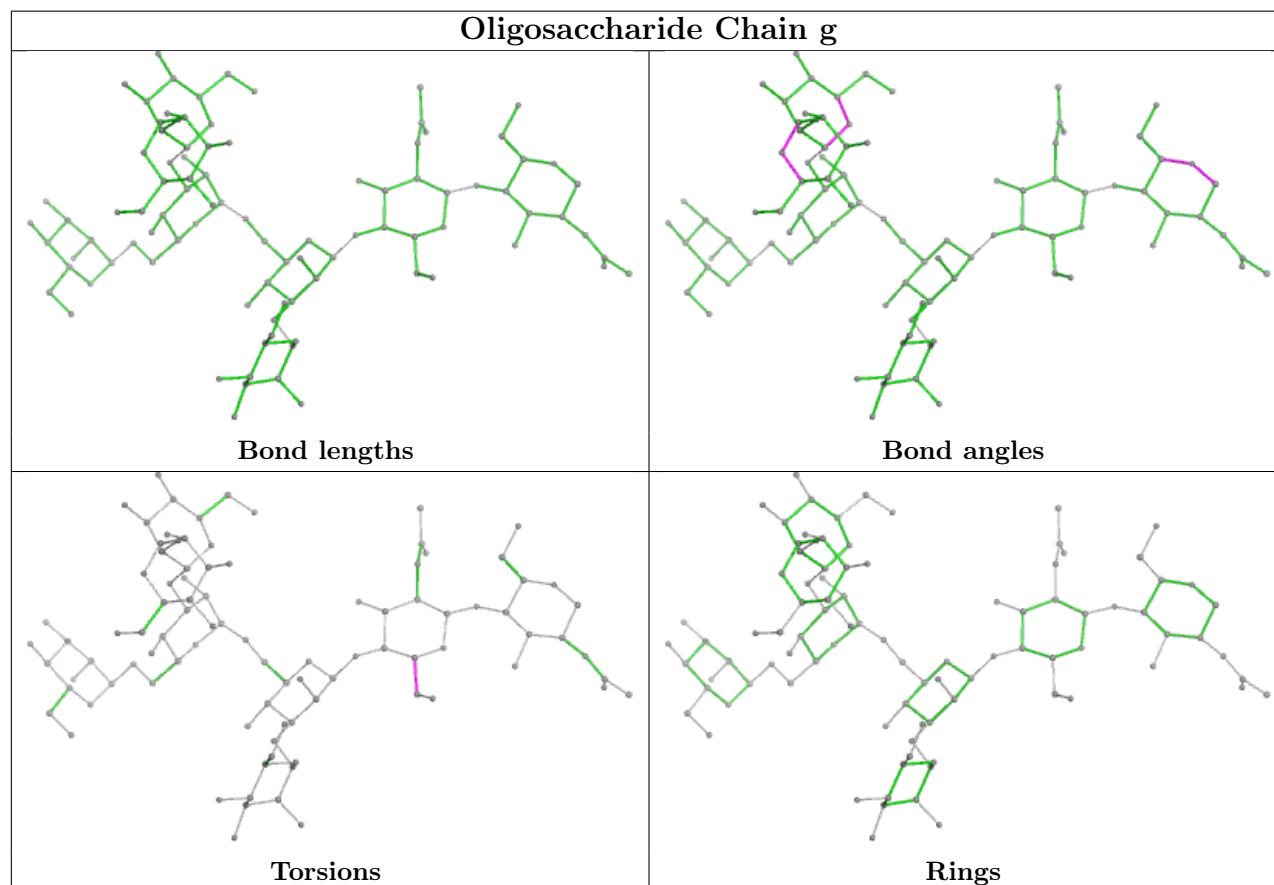 Oligosaccharide Chain g
Bond lengths
Bond angles
Torsions
Rings